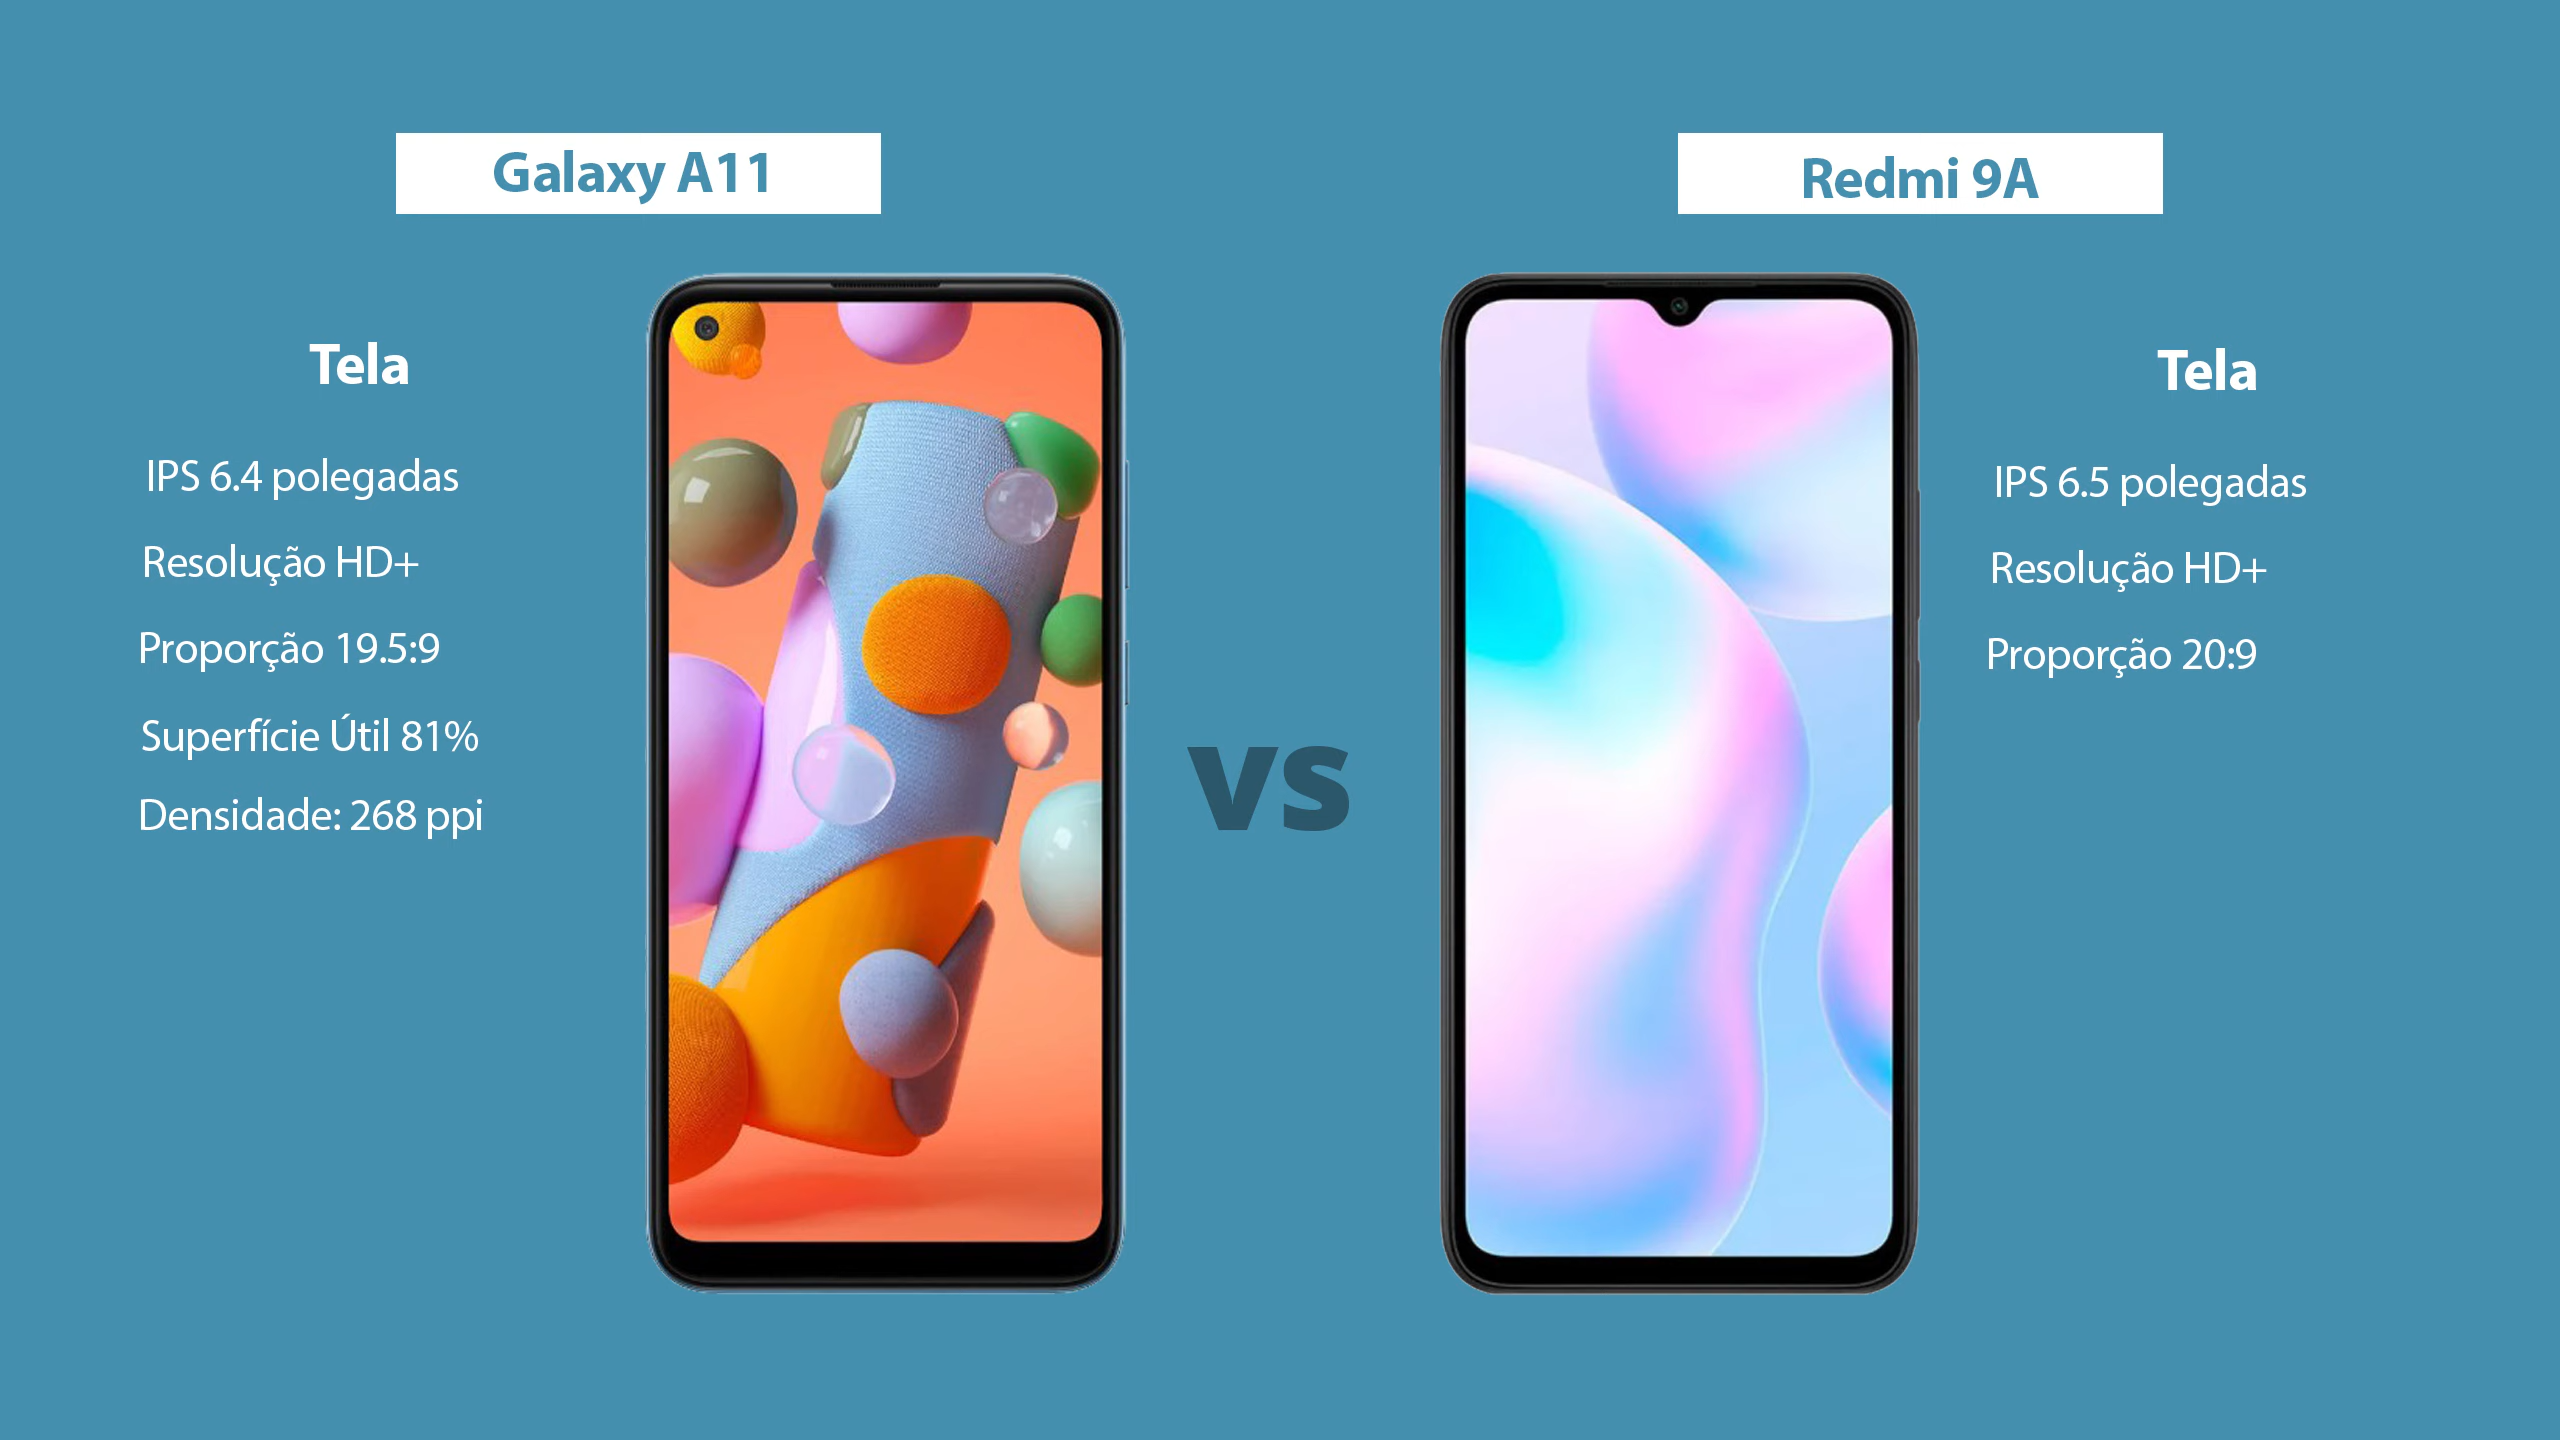 Galaxy A11
Tela
IPS 6.4 polegadas
Resolução HD+
Proporção 19.5:9
Superfície Útil 81%
Densidade: 268 ppi
vs
Redmi 9A
Tela
IPS 6.5 polegadas
Resolução HD+
Proporção 20:9